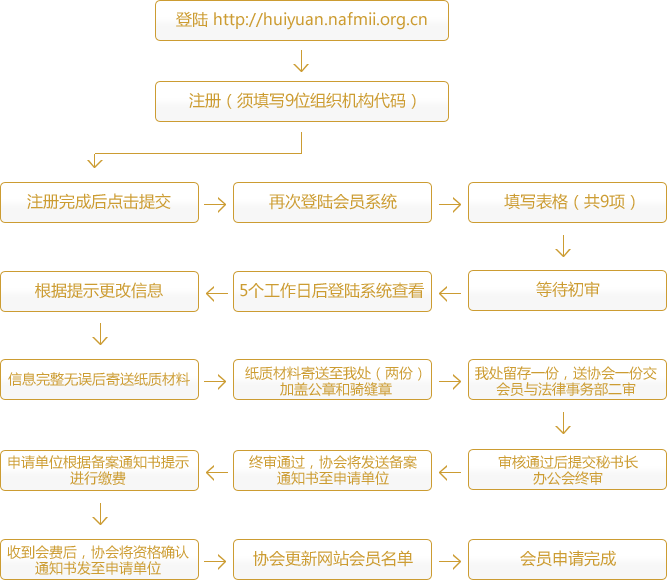 登陆 http://huiyuan.nafmii.org.cn
注册（须填写9位组织机构代码）
注册完成后点击提交
再次登陆会员系统
填写表格（共9项）
等待初审
5个工作日后登陆系统查看
根据提示更改信息
信息完整无误后寄送纸质材料
纸质材料寄送至我处（两份）
加盖公章和骑缝章
我处留存一份，送协会一份交
会员与法律事务部二审
审核通过后提交秘书长
办公会终审
终审通过，协会将发送备案
通知书至申请单位
申请单位根据备案通知书提示
进行缴费
收到会费后，协会将资格确认
通知书发至申请单位
协会更新网站会员名单
会员申请完成